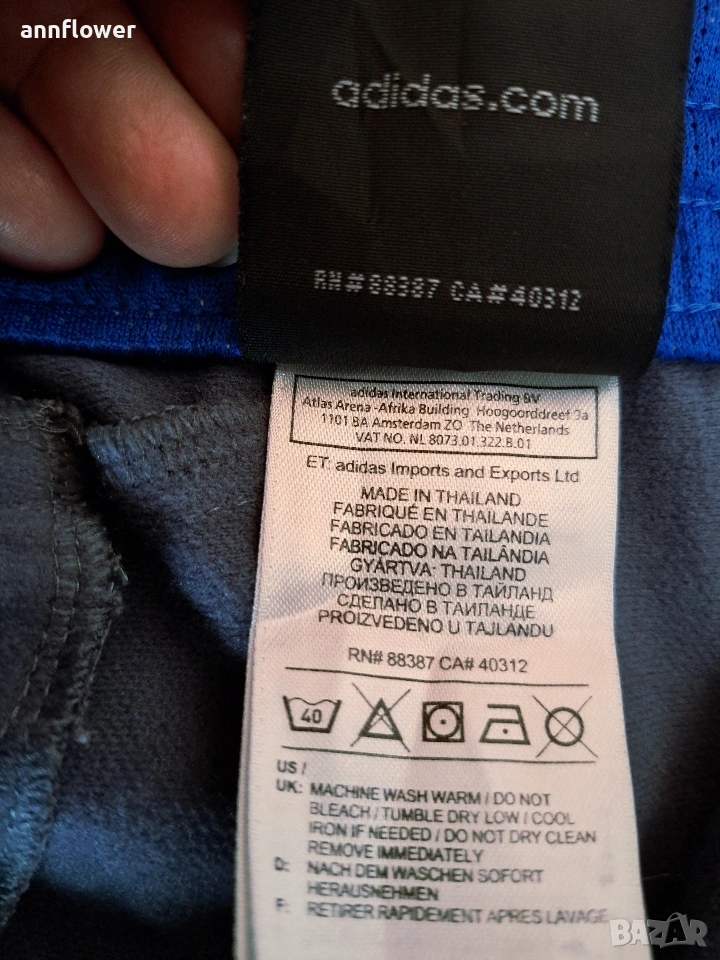 annflower
adidas.com
RN#88387 CA#40312
adidas International Trading BV
Atlas Arena-Afrika Building Hoogoorddreef 9a
1101 BA Amsterdam ZO The Netherlands
VAT NO. NL 8073.01.322.B.01
ET: adidas Imports and Exports Ltd
MADE IN THAILAND
FABRIQUÉ EN THAILANDE
FABRICADO EN TAILANDIA
FABRICADO NA TAILÂNDIA
GYÁRTVA: THAILAND
ПРОИЗВЕДЕНО В ТАЙЛАНД
СДЕЛАНО В ТАИЛАНДЕ
PROIZVEDENO U TAJLANDU
RN# 88387 CA# 40312
40
US /
UK: MACHINE WASH WARM / DO NOT
BLEACH / TUMBLE DRY LOW / COOL
IRON IF NEEDED / DO NOT DRY CLEAN
REMOVE IMMEDIATELY
D: NACH DEM WASCHEN SOFORT
HERAUSNEHMEN
F: RETIRER RAPIDEMENT APRES LAVAGE
BAZAR